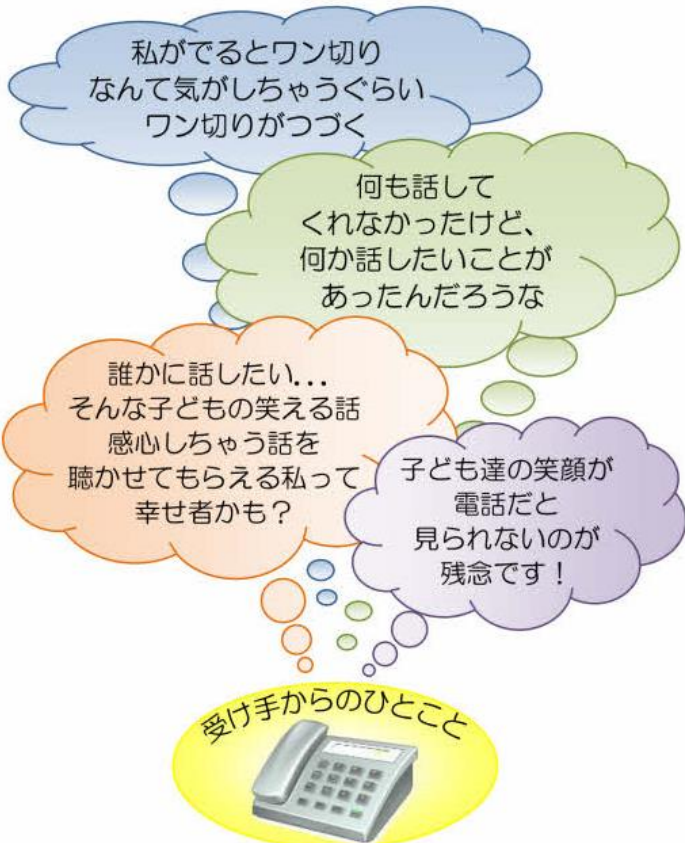 私がでるとワン切り
なんて気がしちゃうぐらい
ワン切りがつづく
何も話して
くれなかったけど、
何か話したいことが
あったんだろうな
誰かに話したい...
そんな子どもの笑える話
感心しちゃう話を
聴かせてもらえる私って
幸せ者かも？
子ども達の笑顔が
電話だと
見られないのが
残念です！
受け手からのひとこと